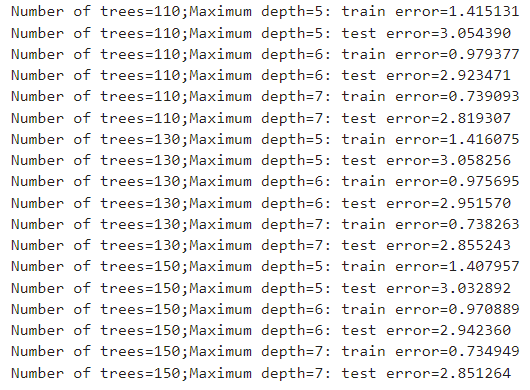 Number of trees=110;Maximum depth=5: train error=1.415131
Number of trees=110;Maximum depth=5: test error=3.054390
Number of trees=110;Maximum depth=6: train error=0.979377
Number of trees=110;Maximum depth=6: test error=2.923471
Number of trees=110;Maximum depth=7: train error=0.739093
Number of trees=110;Maximum depth=7: test error=2.819307
Number of trees=130;Maximum depth=5: train error=1.416075
Number of trees=130;Maximum depth=5: test error=3.058256
Number of trees=130;Maximum depth=6: train error=0.975695
Number of trees=130;Maximum depth=6: test error=2.951570
Number of trees=130;Maximum depth=7: train error=0.738263
Number of trees=130;Maximum depth=7: test error=2.855243
Number of trees=150;Maximum depth=5: train error=1.407957
Number of trees=150;Maximum depth=5: test error=3.032892
Number of trees=150;Maximum depth=6: train error=0.970889
Number of trees=150;Maximum depth=6: test error=2.942360
Number of trees=150;Maximum depth=7: train error=0.734949
Number of trees=150;Maximum depth=7: test error=2.851264